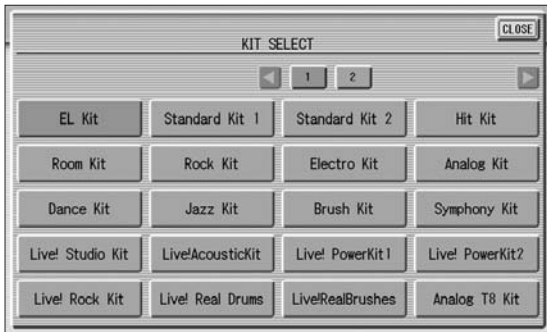 CLOSE
KIT SELECT
1 2
EL Kit Standard Kit 1 Standard Kit 2 Hit Kit
Room Kit Rock Kit Electro Kit Analog Kit
Dance Kit Jazz Kit Brush Kit Symphony Kit
Live! Studio Kit Live!AcousticKit Live! PowerKit1 Live! PowerKit2
Live! Rock Kit Live! Real Drums Live!RealBrushes Analog T8 Kit